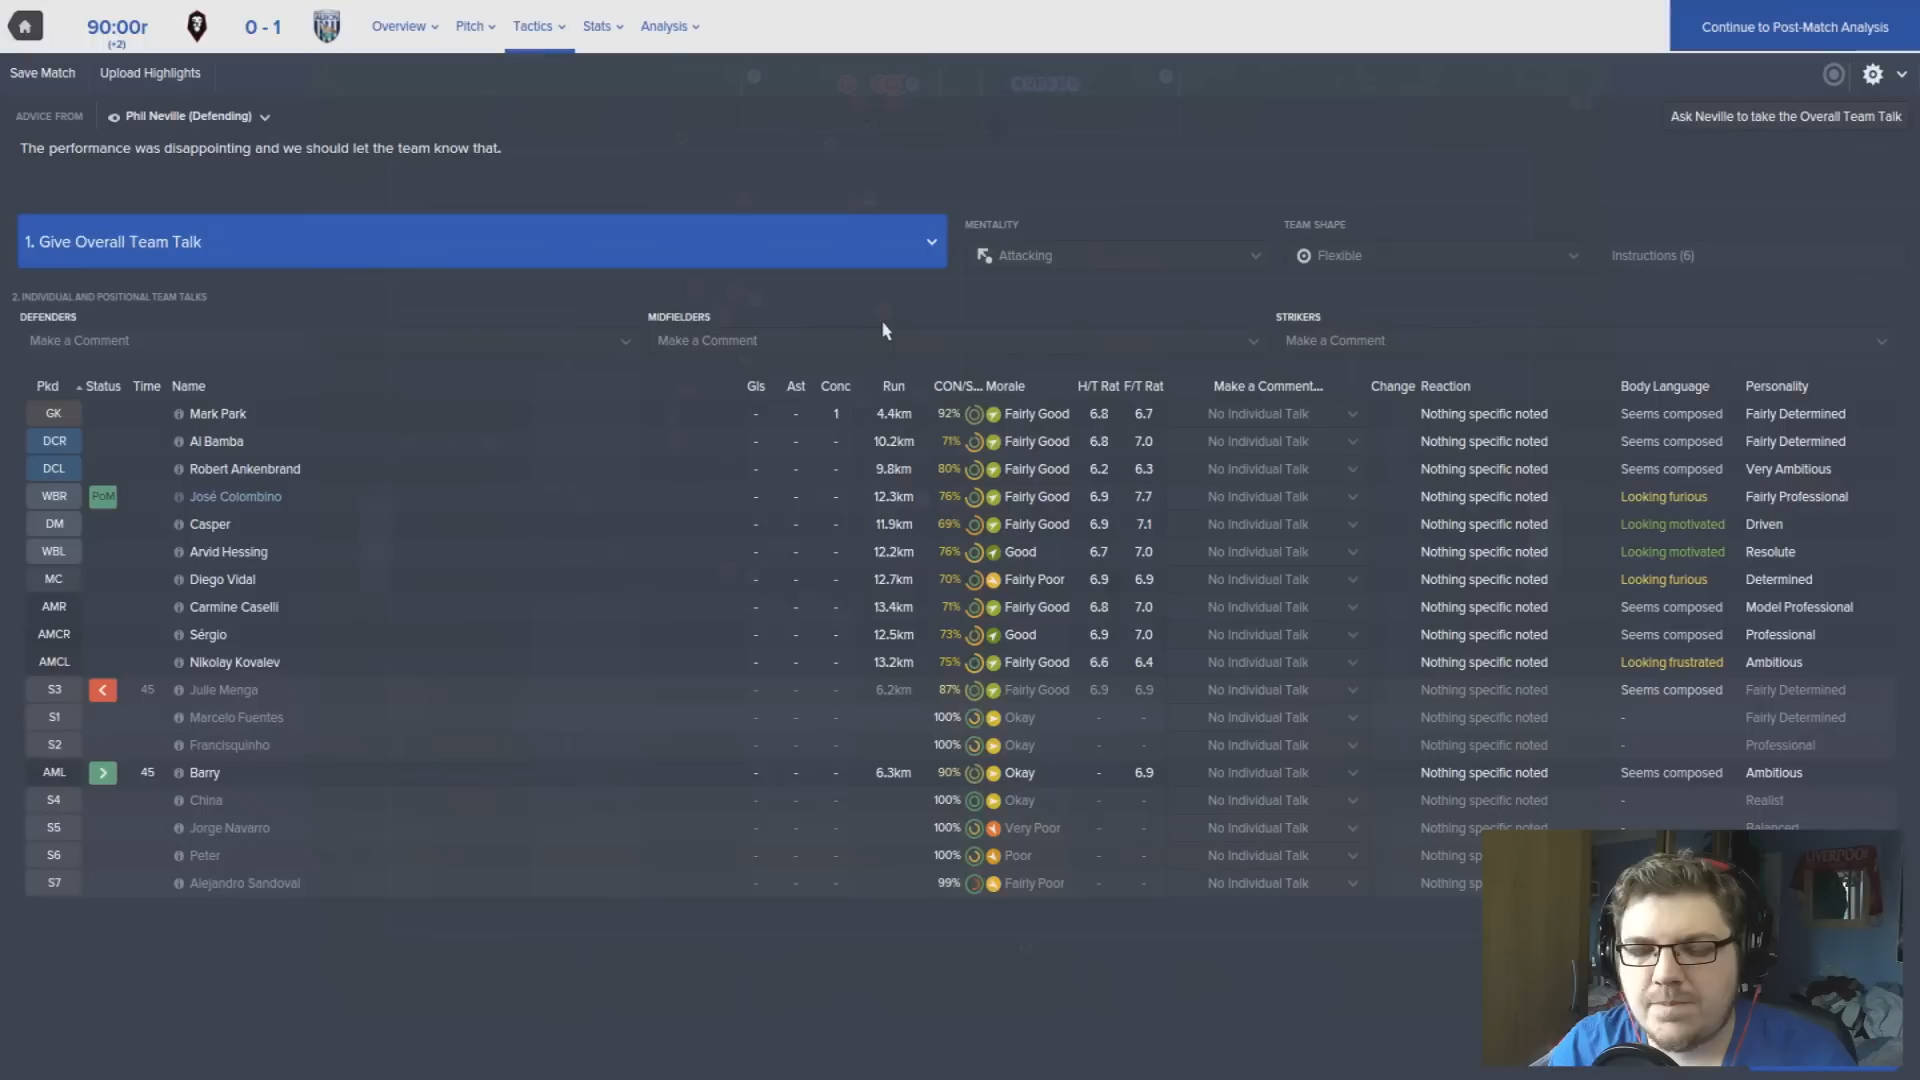 90:00r
(+2)
0 - 1
ALBION
Overview
Pitch
Tactics
Stats
Analysis
Continue to Post-Match Analysis
Save Match
Upload Highlights
ADVICE FROM
Phil Neville (Defending)
Ask Neville to take the Overall Team Talk
The performance was disappointing and we should let the team know that.
1. Give Overall Team Talk
MENTALITY
TEAM SHAPE
Attacking
Flexible
Instructions (6)
2. INDIVIDUAL AND POSITIONAL TEAM TALKS
DEFENDERS
MIDFIELDERS
STRIKERS
Make a Comment
Make a Comment
Make a Comment
Pkd Status Time Name Gls Ast Conc Run CON/S... Morale H/T Rat F/T Rat Make a Comment... Change Reaction Body Language Personality
GK Mark Park - - 1 4.4km 92% Fairly Good 6.8 6.7 No Individual Talk Nothing specific noted Seems composed Fairly Determined
DCR Al Bamba - - - 10.2km 71% Fairly Good 6.8 7.0 No Individual Talk Nothing specific noted Seems composed Fairly Determined
DCL Robert Ankenbrand - - - 9.8km 80% Fairly Good 6.2 6.3 No Individual Talk Nothing specific noted Seems composed Very Ambitious
WBR PoM José Colombino - - - 12.3km 76% Fairly Good 6.9 7.7 No Individual Talk Nothing specific noted Looking furious Fairly Professional
DM Casper - - - 11.9km 69% Fairly Good 6.9 7.1 No Individual Talk Nothing specific noted Looking motivated Driven
WBL Arvid Hessing - - - 12.2km 76% Good 6.7 7.0 No Individual Talk Nothing specific noted Looking motivated Resolute
MC Diego Vidal - - - 12.7km 70% Fairly Poor 6.9 6.9 No Individual Talk Nothing specific noted Looking furious Determined
AMR Carmine Caselli - - - 13.4km 71% Fairly Good 6.8 7.0 No Individual Talk Nothing specific noted Seems composed Model Professional
AMCR Sérgio - - - 12.5km 73% Good 6.9 7.0 No Individual Talk Nothing specific noted Seems composed Professional
AMCL Nikolay Kovalev - - - 13.2km 75% Fairly Good 6.6 6.4 No Individual Talk Nothing specific noted Looking frustrated Ambitious
S3 45 Julie Menga - - - 6.2km 87% Fairly Good 6.9 6.9 No Individual Talk Nothing specific noted Seems composed Fairly Determined
S1 Marcelo Fuentes - - - 100% Okay - - No Individual Talk Nothing specific noted - Fairly Determined
S2 Francisquinho - - - 100% Okay - - No Individual Talk Nothing specific noted - Professional
AML 45 Barry - - - 6.3km 90% Okay - 6.9 No Individual Talk Nothing specific noted Seems composed Ambitious
S4 China - - - 100% Okay - - No Individual Talk Nothing specific noted - Realist
S5 Jorge Navarro - - - 100% Very Poor - - No Individual Talk Nothing specific noted - Balanced
S6 Peter - - - 100% Poor - - No Individual Talk Nothing sp
S7 Alejandro Sandoval - - - 99% Fairly Poor - - No Individual Talk Nothing sp
LIVERPOOL